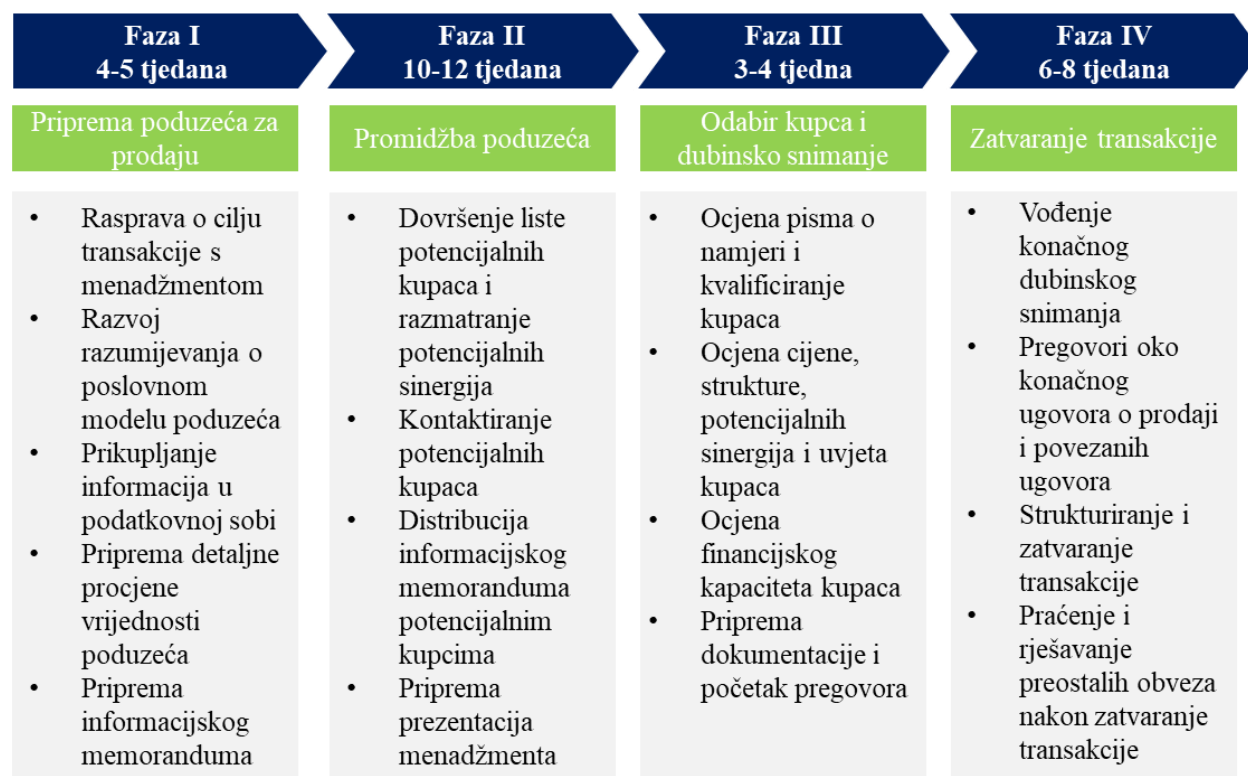 Faza I
4-5 tjedana
Priprema poduzeća za
prodaju
• Rasprava o cilju
transakcije s
menadžmentom
• Razvoj
razumijevanja o
poslovnom
modelu poduzeća
• Prikupljanje
informacija u
podatkovnoj sobi
• Priprema detaljne
procjene
vrijednosti
poduzeća
• Priprema
informacijskog
memoranduma
Faza II
10-12 tjedana
Promidžba poduzeća
• Dovršenje liste
potencijalnih
kupaca i
razmatranje
potencijalnih
sinergija
• Kontaktiranje
potencijalnih
kupaca
• Distribucija
informacijskog
memoranduma
potencijalnim
kupcima
• Priprema
prezentacija
menadžmenta
Faza III
3-4 tjedna
Odabir kupca i
dubinsko snimanje
• Ocjena pisma o
namjeri i
kvalificiranje
kupaca
• Ocjena cijene,
strukture,
potencijalnih
sinergija i uvjeta
kupaca
• Ocjena
financijskog
kapaciteta kupaca
• Priprema
dokumentacije i
početak pregovora
Faza IV
6-8 tjedana
Zatvaranje transakcije
• Vođenje
konačnog
dubinskog
snimanja
• Pregovori oko
konačnog
ugovora o prodaji
i povezanih
ugovora
• Strukturiranje i
zatvaranje
transakcije
• Praćenje i
rješavanje
preostalih obveza
nakon zatvaranje
transakcije